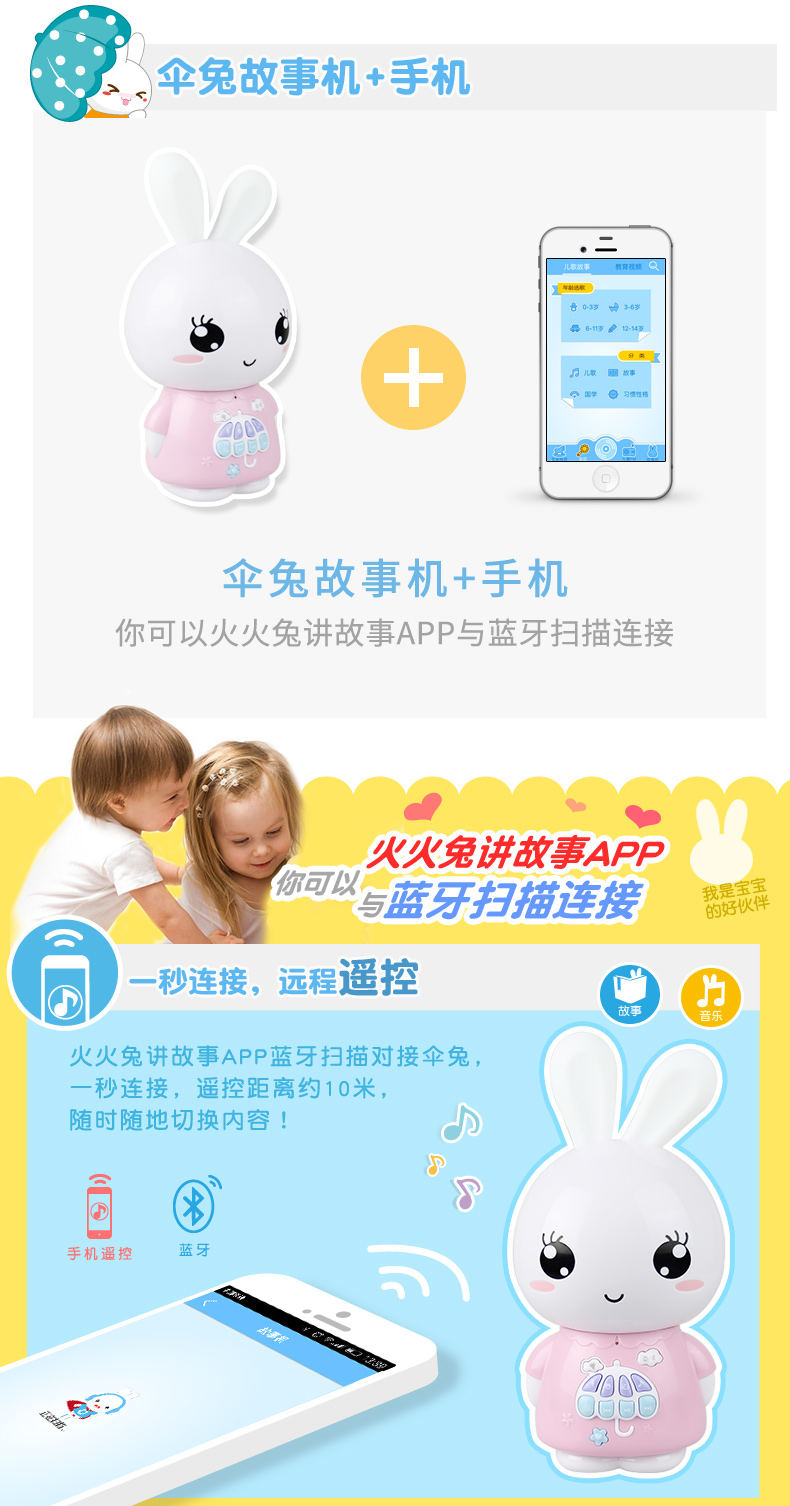 伞兔故事机+手机
儿歌故事
教育视频
年龄选歌
0-3岁
3-6岁
6-11岁
12-14岁
分 类
儿歌
故事
国学
习惯性格
伞兔故事机+手机
你可以火火兔讲故事APP与蓝牙扫描连接
你可以
火火兔讲故事APP
与蓝牙扫描连接
我是宝宝
的好伙伴
一秒连接，远程遥控
故事
音乐
火火兔讲故事APP蓝牙扫描对接伞兔，
一秒连接，遥控距离约10米，
随时随地切换内容！
手机遥控
蓝牙
故事机
正在扫描